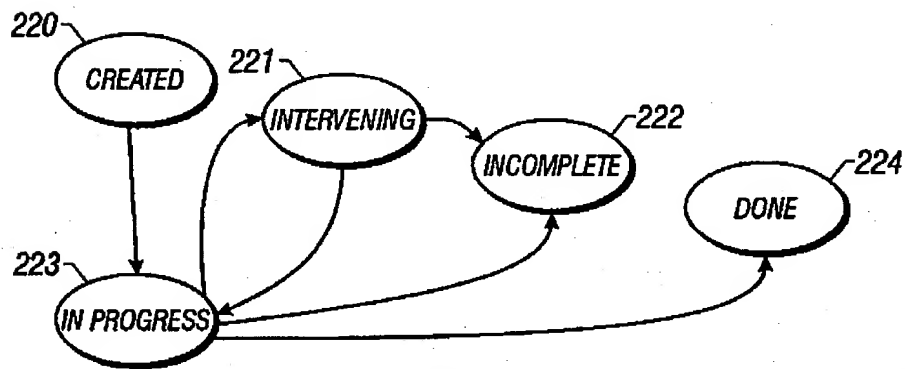 220
CREATED
221
INTERVENING
222
INCOMPLETE
224
DONE
223
IN PROGRESS